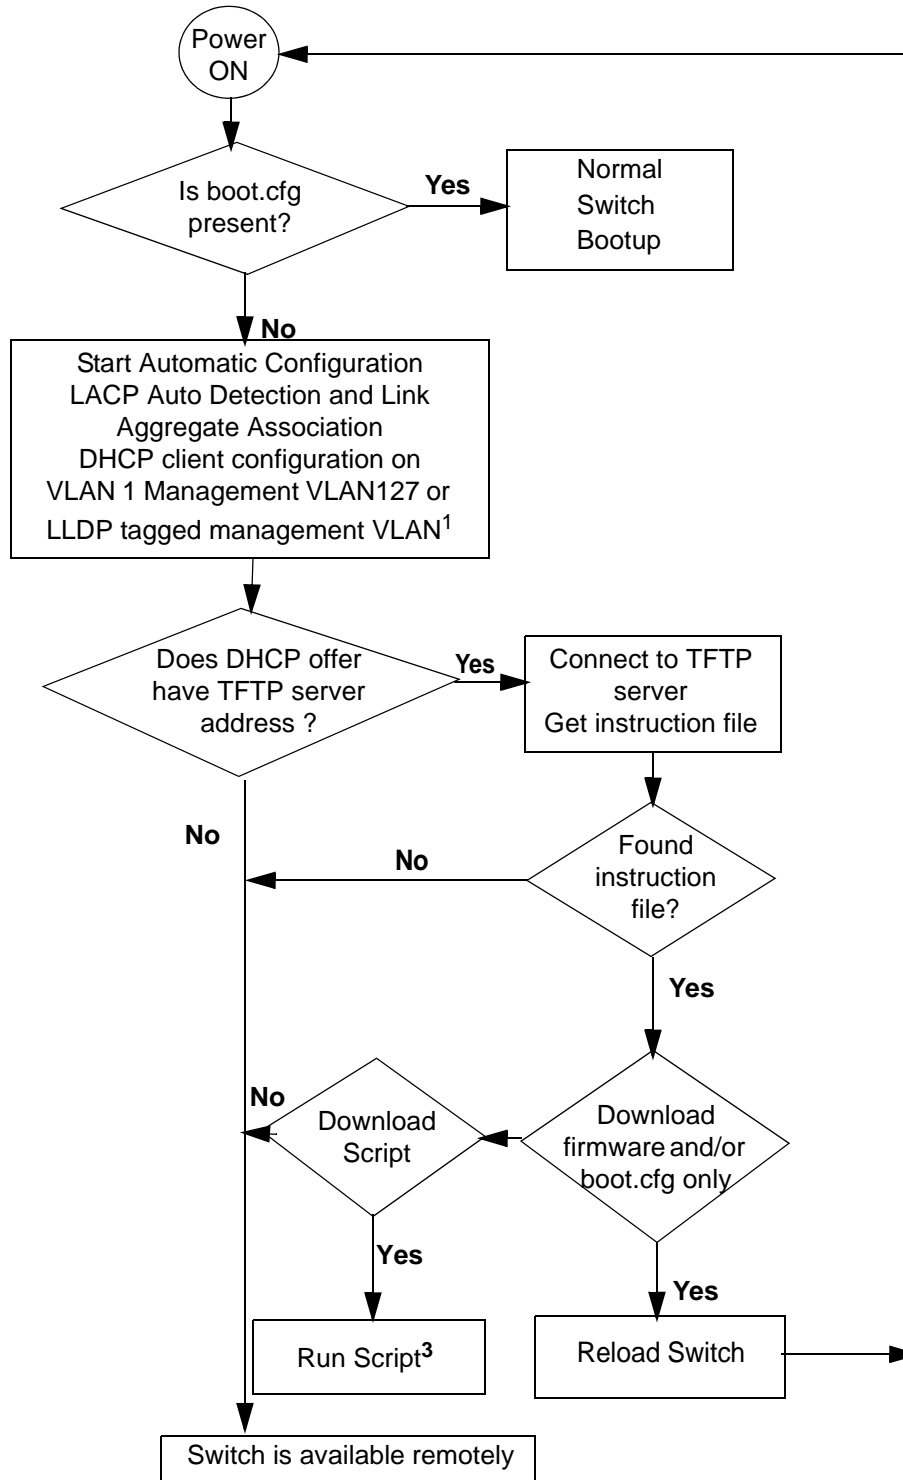 Power
ON
Is boot.cfg
present?
Yes
Normal
Switch
Bootup
No
Start Automatic Configuration
LACP Auto Detection and Link
Aggregate Association
DHCP client configuration on
VLAN 1 Management VLAN127 or
LLDP tagged management VLAN1
Does DHCP offer
have TFTP server
address ?
Yes
Connect to TFTP
server
Get instruction file
No
No
Found
instruction
file?
Yes
No
Download
Script
Download
firmware and/or
boot.cfg only
Yes
Yes
Run Script3
Reload Switch
Switch is available remotely